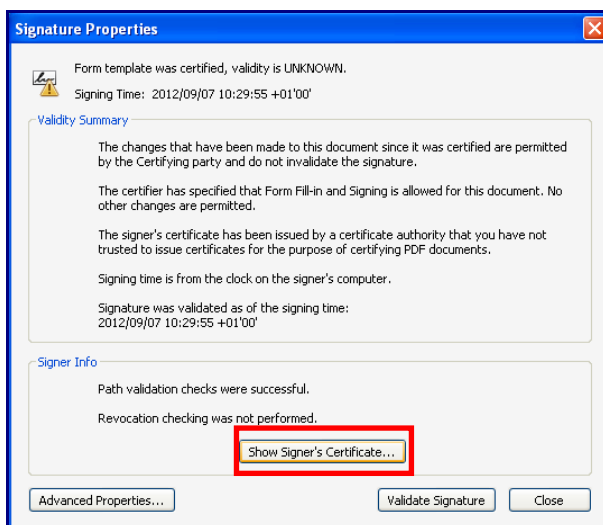 Signature Properties
Form template was certified, validity is UNKNOWN.
Signing Time: 2012/09/07 10:29:55 +01'00'
Validity Summary
The changes that have been made to this document since it was certified are permitted
by the Certifying party and do not invalidate the signature.
The certifier has specified that Form Fill-in and Signing is allowed for this document. No
other changes are permitted.
The signer's certificate has been issued by a certificate authority that you have not
trusted to issue certificates for the purpose of certifying PDF documents.
Signing time is from the clock on the signer's computer.
Signature was validated as of the signing time:
2012/09/07 10:29:55 +01'00'
Signer Info
Path validation checks were successful.
Revocation checking was not performed.
Show Signer's Certificate...
Advanced Properties...
Validate Signature
Close